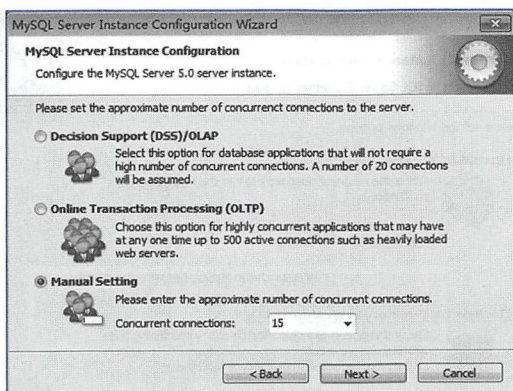 MySQL Server Instance Configuration Wizard
MySQL Server Instance Configuration
Configure the MySQL Server 5.0 server instance.
Please set the approximate number of concurrenct connections to the server.
Decision Support (DSS)/OLAP
Select this option for database applications that will not require a
high number of concurrent connections. A number of 20 connections
will be assumed.
Online Transaction Processing (OLTP)
Choose this option for highly concurrent applications that may have
at any one time up to 500 active connections such as heavily loaded
web servers.
Manual Setting
Please enter the approximate number of concurrent connections.
Concurrent connections: 15
< Back Next > Cancel